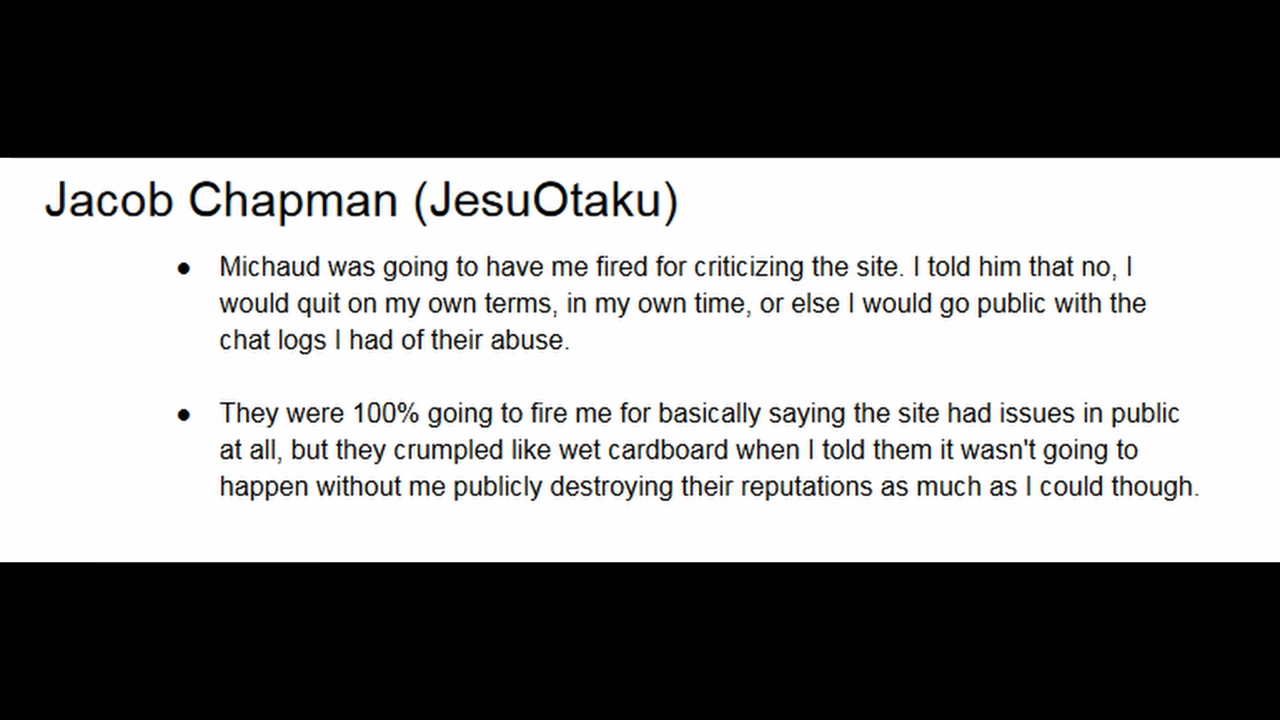 Jacob Chapman (JesuOtaku)
● Michaud was going to have me fired for criticizing the site. I told him that no, I
would quit on my own terms, in my own time, or else I would go public with the
chat logs I had of their abuse.
● They were 100% going to fire me for basically saying the site had issues in public
at all, but they crumpled like wet cardboard when I told them it wasn't going to
happen without me publicly destroying their reputations as much as I could though.